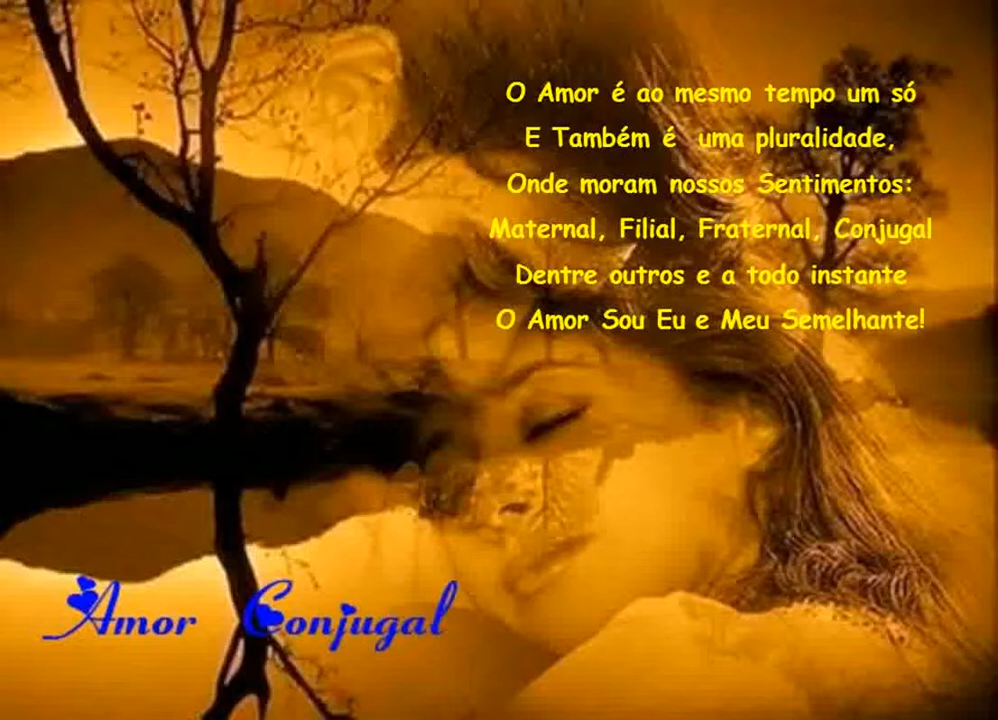 O Amor é ao mesmo tempo um só
E Também é uma pluralidade,
Onde moram nossos Sentimentos:
Maternal, Filial, Fraternal, Conjugal
Dentre outros e a todo instante
O Amor Sou Eu e Meu Semelhante!
Amor Conjugal